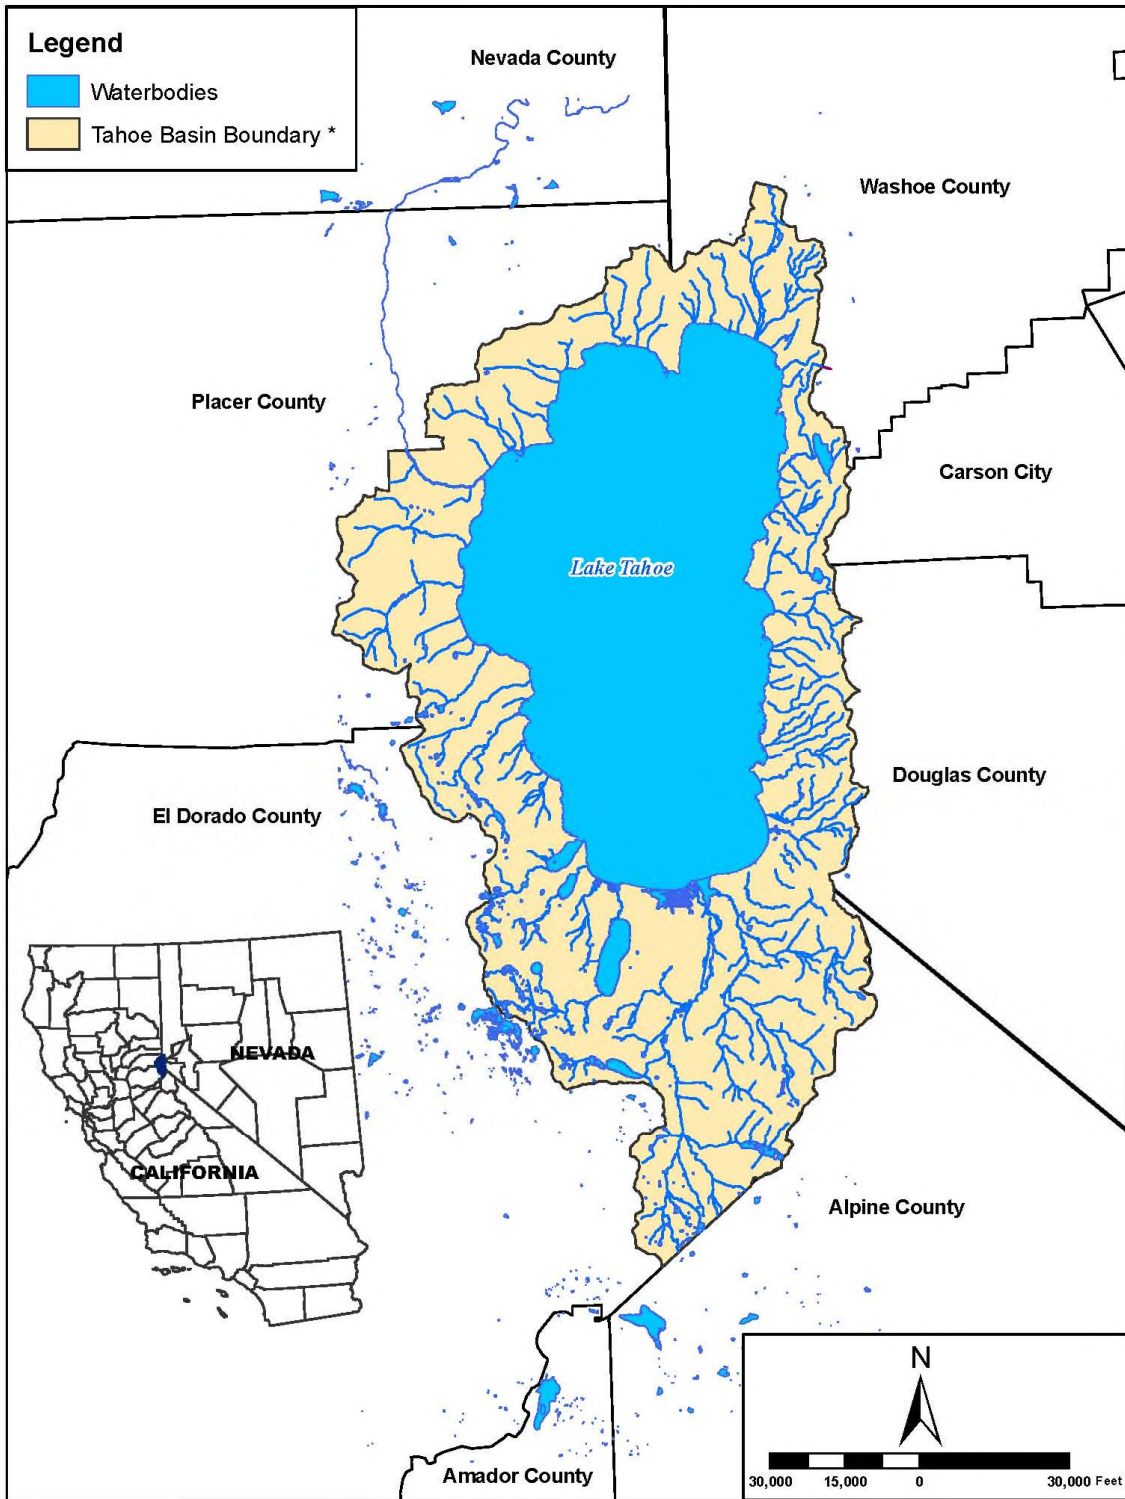 Legend
Waterbodies
Tahoe Basin Boundary *
Nevada County
Washoe County
Placer County
Carson City
Lake Tahoe
Douglas County
El Dorado County
NEVADA
CALIFORNIA
Alpine County
Amador County
N
30,000 15,000 0 30,000 Feet